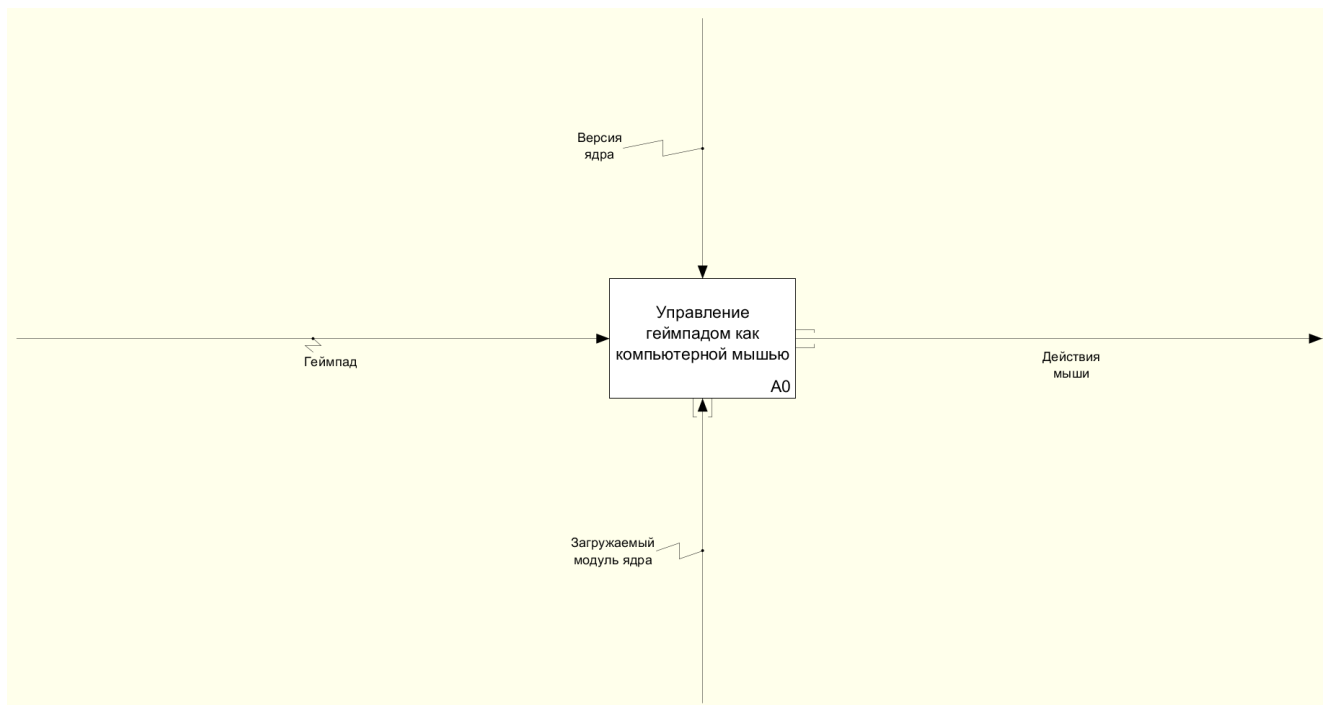 Версия
ядра
Управление
геймпадом как
компьютерной мышью
A0
Геймпад
Действия
мыши
Загружаемый
модуль ядра